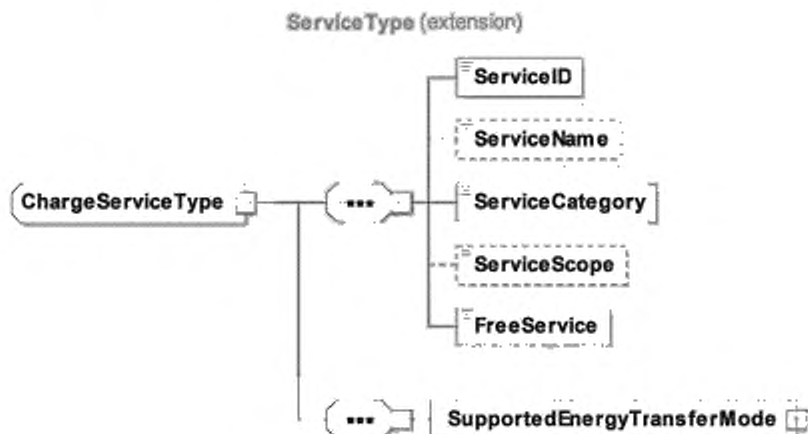 ServiceType (extension)
ServiceID
ServiceName
ChargeServiceType
ServiceCategory
ServiceScope
FreeService
SupportedEnergyTransferMode